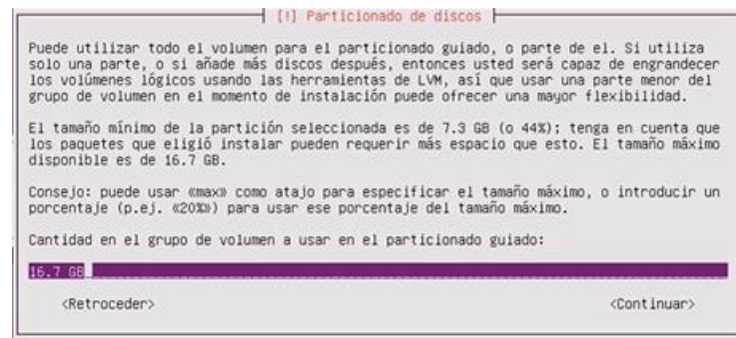 [!] Particionado de discos
Puede utilizar todo el volumen para el particionado guiado, o parte de el. Si utiliza
solo una parte, o si añade más discos después, entonces usted será capaz de engrandecer
los volúmenes lógicos usando las herramientas de LVM, así que usar una parte menor del
grupo de volumen en el momento de instalación puede ofrecer una mayor flexibilidad.
El tamaño mínimo de la partición seleccionada es de 7.3 GB (o 44%); tenga en cuenta que
los paquetes que eligió instalar pueden requerir más espacio que esto. El tamaño máximo
disponible es de 16.7 GB.
Consejo: puede usar «max» como atajo para especificar el tamaño máximo, o introducir un
porcentaje (p.ej. «20%») para usar ese porcentaje del tamaño máximo.
Cantidad en el grupo de volumen a usar en el particionado guiado:
16.7 GB
<Retroceder> <Continuar>